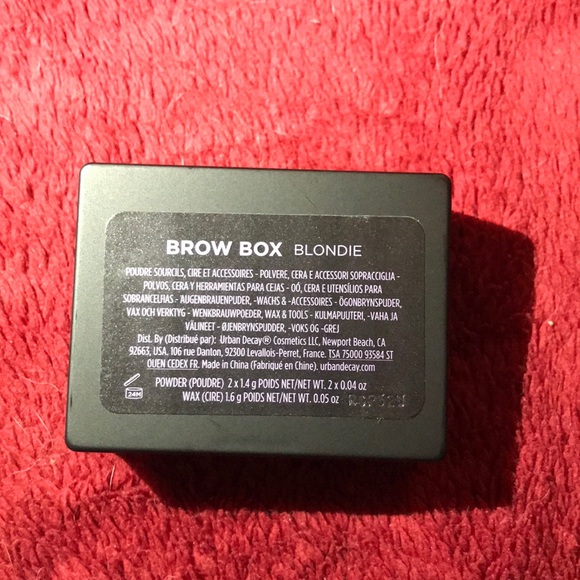 BROW BOX BLONDIE
POUDRE SOURCILS, CIRE ET ACCESSOIRES - POLVERE, CERA E ACCESSORI SOPRACCIGLIA -
POLVOS, CERA Y HERRAMIENTAS PARA CEJAS - OÓ, CERA E UTENSÍLIOS PARA
SOBRANCELHAS - AUGENBRAUENPUDER, -WACHS & -ACCESSOIRES - ÖGONBRYNSPUDER,
VAX OCH VERKTYG - WENKBRAUWPOEDER, WAX & TOOLS - KULMAPUUTERI, -VAHA JA
VÄLINEET - ØJENBRYNSPUDDER, -VOKS OG -GREJ
Dist. By (Distribué par): Urban Decay® Cosmetics LLC, Newport Beach, CA
92663, USA. 106 rue Danton, 92300 Levallois-Perret, France. TSA 75000 93584 ST
OUEN CEDEX FR. Made in China (Fabriqué en Chine). urbandecay.com
24M
POWDER (POUDRE) 2 x 1.4 g POIDS NET/NET WT. 2 x 0.04 oz
WAX (CIRE) 1.6 g POIDS NET/NET WT. 0.05 oz